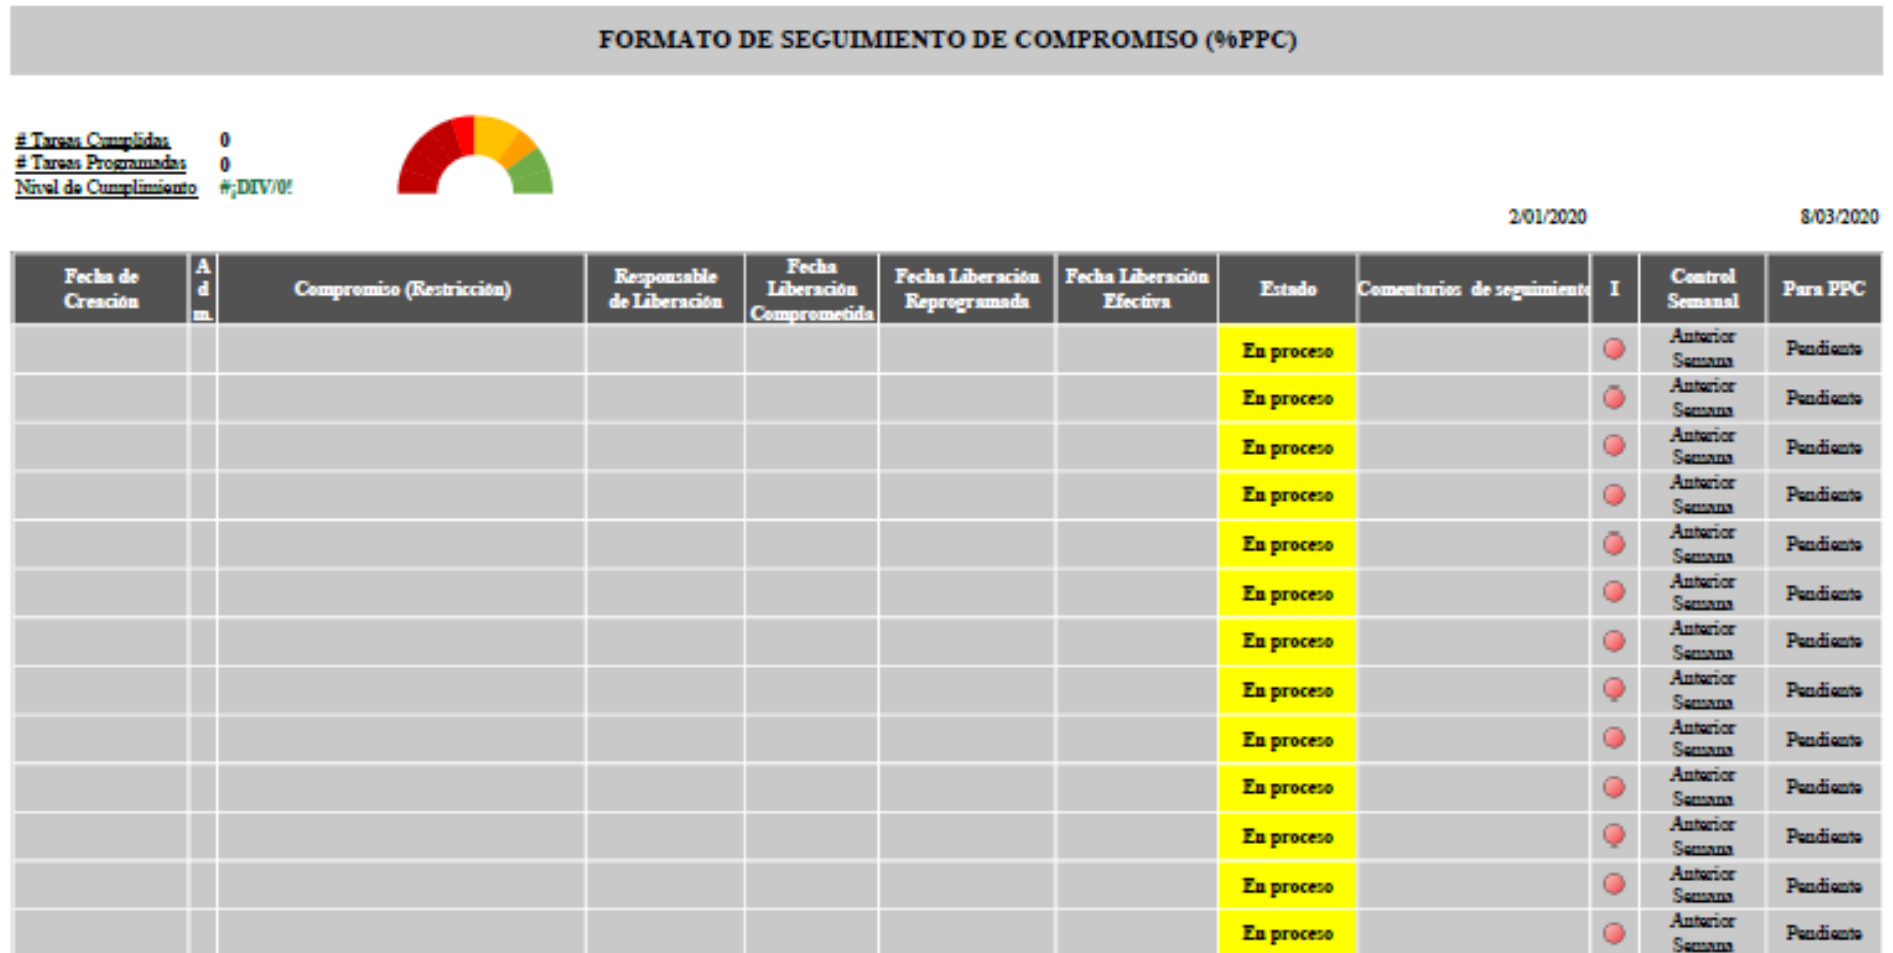 FORMATO DE SEGUIMIENTO DE COMPROMISO (%PPC)
# Tareas Cumplidas 0
# Tareas Programadas 0
Nivel de Cumplimiento #¡DIV/0!
2/01/2020 8/03/2020
Fecha de Creación
Adm.
Compromiso (Restricción)
Responsable de Liberación
Fecha Liberación Comprometida
Fecha Liberación Reprogramada
Fecha Liberación Efectiva
Estado
Comentarios de seguimiento
I
Control Semanal
Para PPC
En proceso Anterior Semana Pendiente
En proceso Anterior Semana Pendiente
En proceso Anterior Semana Pendiente
En proceso Anterior Semana Pendiente
En proceso Anterior Semana Pendiente
En proceso Anterior Semana Pendiente
En proceso Anterior Semana Pendiente
En proceso Anterior Semana Pendiente
En proceso Anterior Semana Pendiente
En proceso Anterior Semana Pendiente
En proceso Anterior Semana Pendiente
En proceso Anterior Semana Pendiente
En proceso Anterior Semana Pendiente